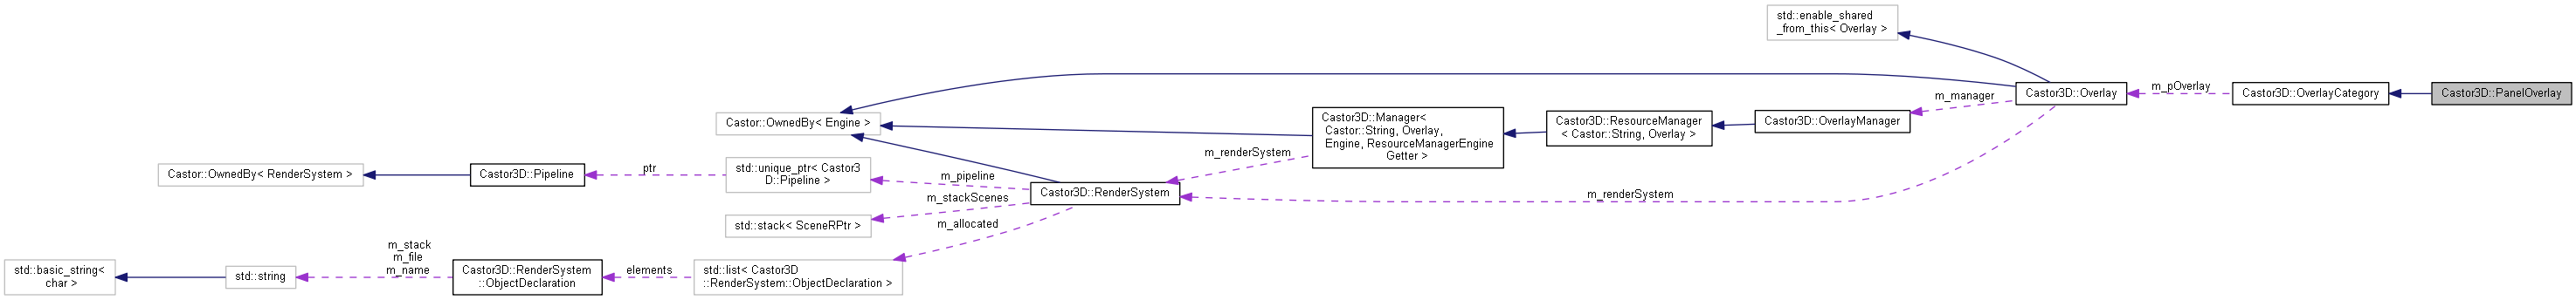 std::enable_shared
_from_this< Overlay >
m_pOverlay
Castor3D::Overlay
Castor3D::OverlayCategory
Castor3D::PanelOverlay
m_manager
Castor::OwnedBy< Engine >
Castor3D::Manager<
Castor::String, Overlay,
Engine, ResourceManagerEngine
Getter >
Castor3D::ResourceManager
< Castor::String, Overlay >
Castor3D::OverlayManager
m_renderSystem
Castor::OwnedBy< RenderSystem >
Castor3D::Pipeline
ptr
std::unique_ptr< Castor3
D::Pipeline >
m_pipeline
Castor3D::RenderSystem
m_renderSystem
m_stackScenes
std::stack< SceneRPtr >
m_allocated
std::basic_string<
char >
std::string
m_stack
m_file
m_name
Castor3D::RenderSystem
::ObjectDeclaration
elements
std::list< Castor3D
::RenderSystem::ObjectDeclaration >